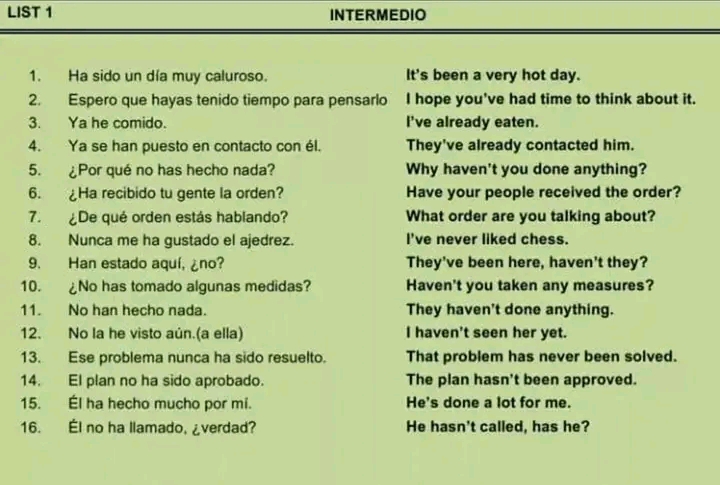 LIST 1 INTERMEDIO
1. Ha sido un día muy caluroso. It's been a very hot day.
2. Espero que hayas tenido tiempo para pensarlo I hope you've had time to think about it.
3. Ya he comido. I've already eaten.
4. Ya se han puesto en contacto con él. They've already contacted him.
5. ¿Por qué no has hecho nada? Why haven't you done anything?
6. ¿Ha recibido tu gente la orden? Have your people received the order?
7. ¿De qué orden estás hablando? What order are you talking about?
8. Nunca me ha gustado el ajedrez. I've never liked chess.
9. Han estado aquí, ¿no? They've been here, haven't they?
10. ¿No has tomado algunas medidas? Haven't you taken any measures?
11. No han hecho nada. They haven't done anything.
12. No la he visto aún.(a ella) I haven't seen her yet.
13. Ese problema nunca ha sido resuelto. That problem has never been solved.
14. El plan no ha sido aprobado. The plan hasn't been approved.
15. Él ha hecho mucho por mí. He's done a lot for me.
16. Él no ha llamado, ¿verdad? He hasn't called, has he?